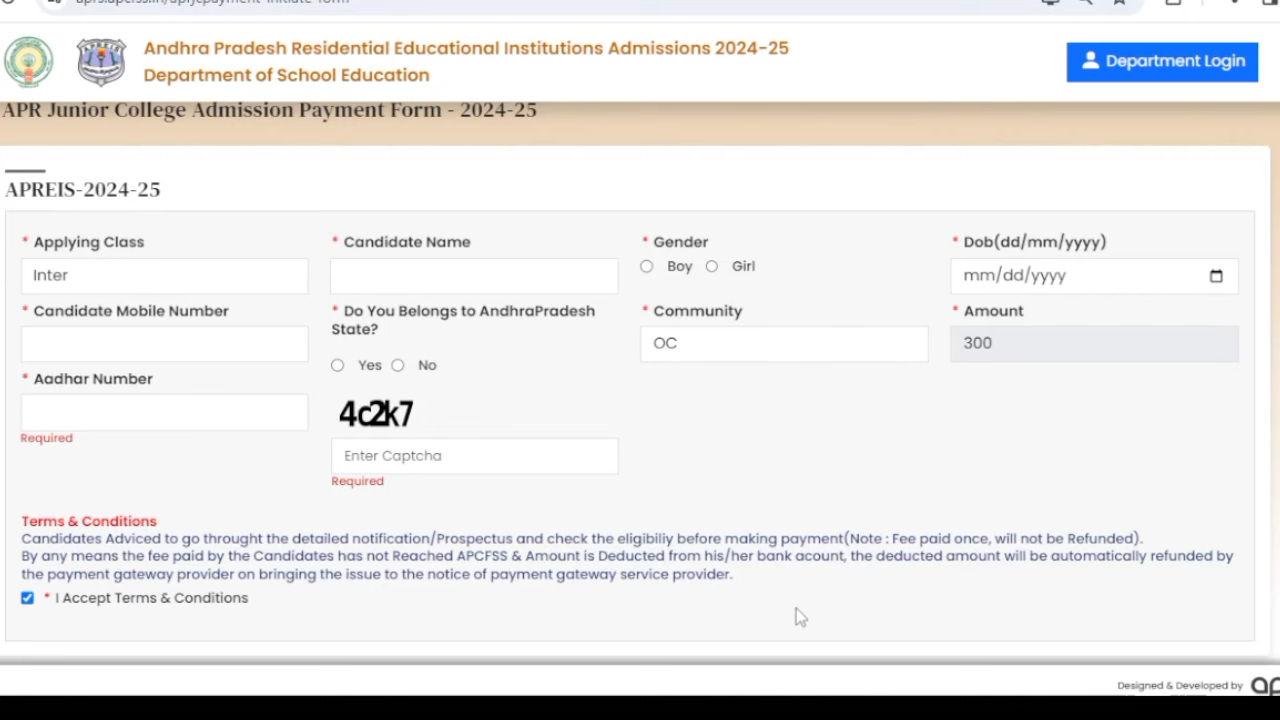 Andhra Pradesh Residential Educational Institutions Admissions 2024-25
Department of School Education
Department Login
APR Junior College Admission Payment Form - 2024-25
APREIS-2024-25
* Applying Class
* Candidate Name
* Gender
* Dob(dd/mm/yyyy)
Inter
Boy
Girl
mm/dd/yyyy
* Candidate Mobile Number
* Do You Belongs to AndhraPradesh
State?
* Community
* Amount
OC
300
Yes
No
* Aadhar Number
4c2k7
Required
Enter Captcha
Required
Terms & Conditions
Candidates Adviced to go throught the detailed notification/Prospectus and check the eligibiliy before making payment(Note : Fee paid once, will not be Refunded).
By any means the fee paid by the Candidates has not Reached APCFSS & Amount is Deducted from his/her bank acount, the deducted amount will be automatically refunded by
the payment gateway provider on bringing the issue to the notice of payment gateway service provider.
* I Accept Terms & Conditions
Designed & Developed by